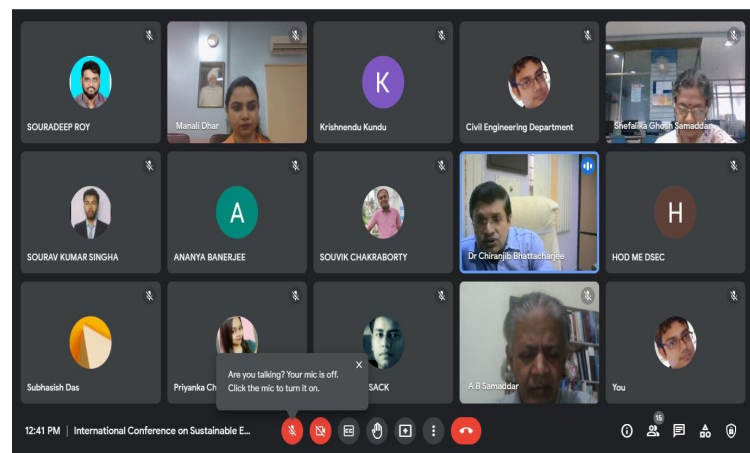 SOURADEEP ROY
Manali Dhar
K
Krishnendu Kundu
Civil Engineering Department
Shefalika Ghosh Samaddar
SOURAV KUMAR SINGHA
A
ANANYA BANERJEE
SOUVIK CHAKRABORTY
Dr Chiranjib Bhattacharjee
H
HOD ME DSEC
Subhasish Das
Priyanka Ch
SACK
A B Samaddar
You
Are you talking? Your mic is off.
Click the mic to turn it on.
X
12:41 PM | International Conference on Sustainable E...
15